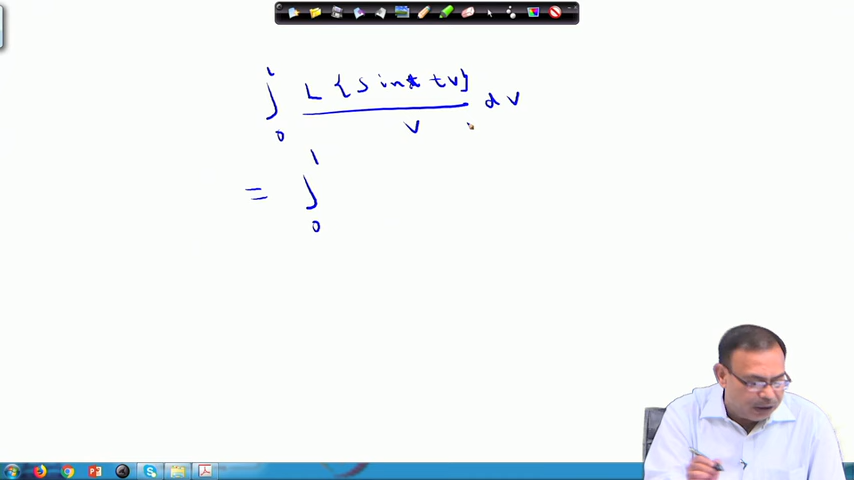 ∫₀¹ L{sin tv} / v dv
= ∫₀¹